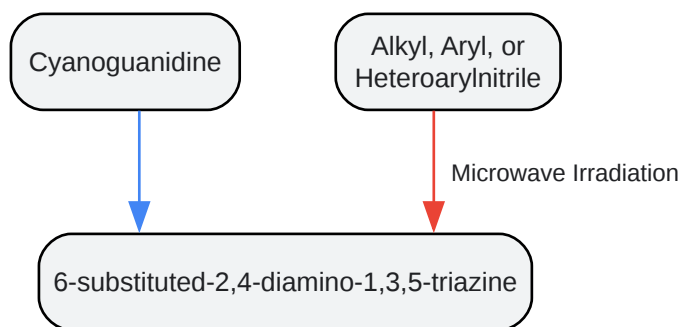 Cyanoguanidine
Alkyl, Aryl, or
Heteroarylnitrile
Microwave Irradiation
6-substituted-2,4-diamino-1,3,5-triazine